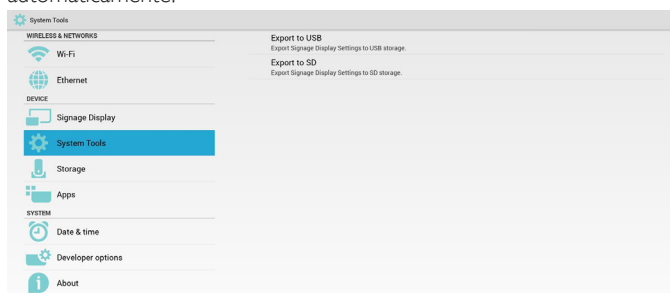 automaticamente.
System Tools
WIRELESS & NETWORKS
Wi-Fi
Ethernet
DEVICE
Signage Display
System Tools
Storage
Apps
SYSTEM
Date & time
Developer options
About
Export to USB
Export Signage Display Settings to USB storage.
Export to SD
Export Signage Display Settings to SD storage.